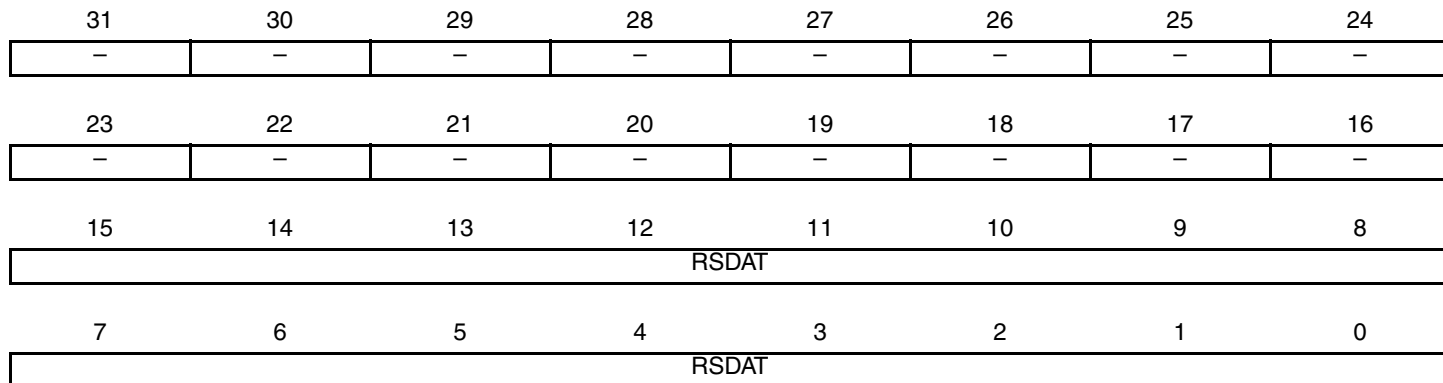 31 30 29 28 27 26 25 24
– – – – – – – –
23 22 21 20 19 18 17 16
– – – – – – – –
15 14 13 12 11 10 9 8
RSDAT
7 6 5 4 3 2 1 0
RSDAT